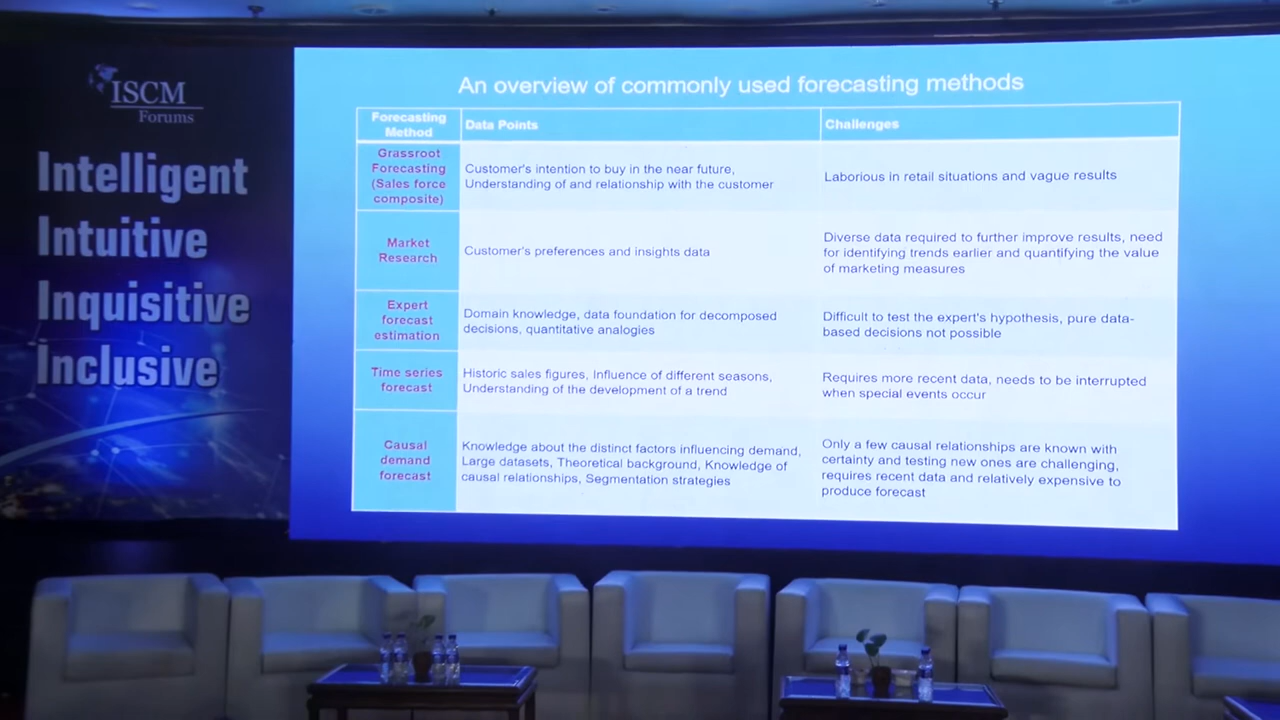 ISCM
Forums
Intelligent
Intuitive
Inquisitive
Inclusive
An overview of commonly used forecasting methods
Forecasting
Method
Data Points
Challenges
Grassroot
Forecasting
(Sales force
composite)
Customer's intention to buy in the near future,
Understanding of and relationship with the customer
Laborious in retail situations and vague results
Market
Research
Customer's preferences and insights data
Diverse data required to further improve results, need
for identifying trends earlier and quantifying the value
of marketing measures
Expert
forecast
estimation
Domain knowledge, data foundation for decomposed
decisions, quantitative analogies
Difficult to test the expert's hypothesis, pure data-
based decisions not possible
Time series
forecast
Historic sales figures, Influence of different seasons,
Understanding of the development of a trend
Requires more recent data, needs to be interrupted
when special events occur
Causal
demand
forecast
Knowledge about the distinct factors influencing demand,
Large datasets, Theoretical background, Knowledge of
causal relationships, Segmentation strategies
Only a few causal relationships are known with
certainty and testing new ones are challenging,
requires recent data and relatively expensive to
produce forecast